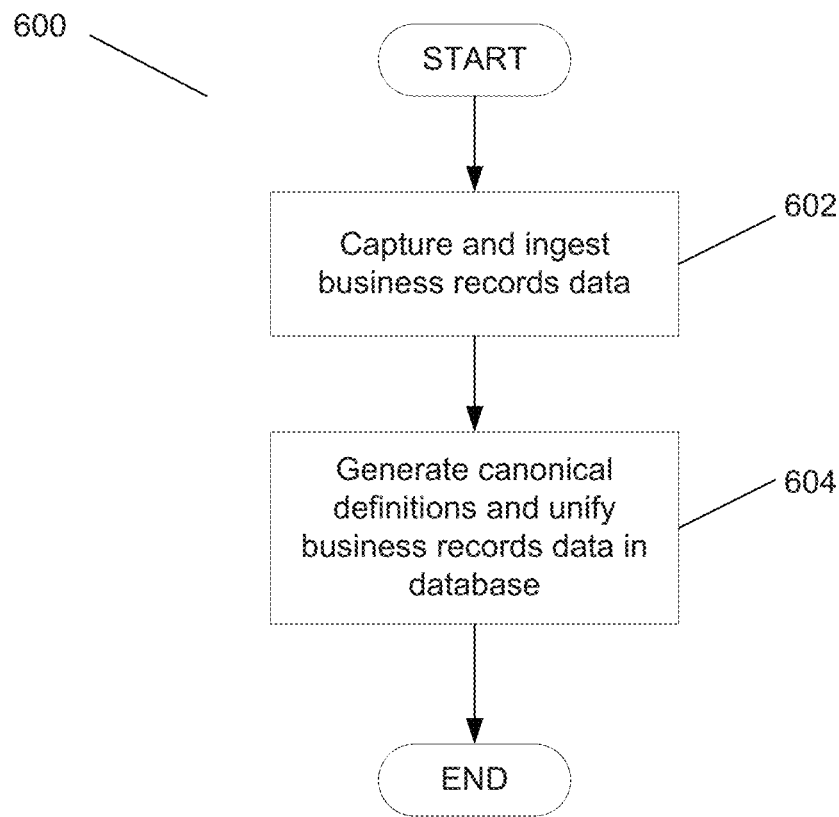 600
START
602
Capture and ingest
business records data
Generate canonical
definitions and unify
business records data in
database
604
END